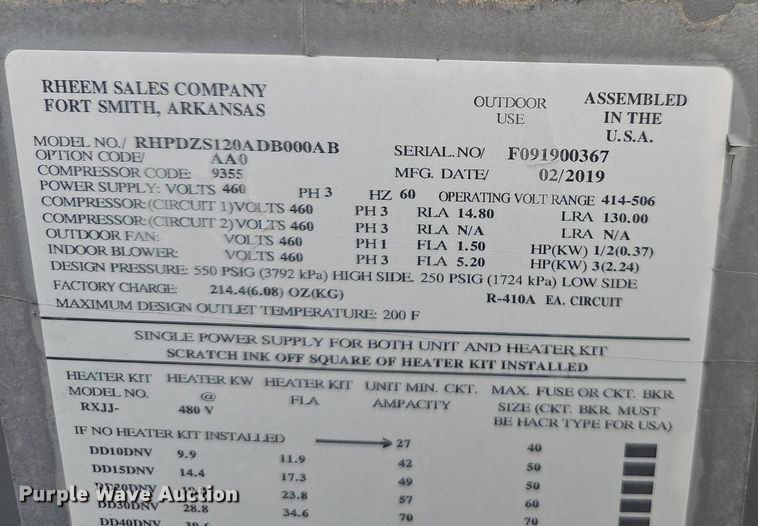 RHEEM SALES COMPANY
FORT SMITH, ARKANSAS
OUTDOOR USE
ASSEMBLED IN THE U.S.A.
MODEL NO./ RHPDZS120ADB000AB SERIAL.NO/ F091900367
OPTION CODE/ AA0
COMPRESSOR CODE: 9355 MFG. DATE/ 02/2019
POWER SUPPLY: VOLTS 460 PH 3 HZ 60 OPERATING VOLT RANGE 414-506
COMPRESSOR:(CIRCUIT 1)VOLTS 460 PH 3 RLA 14.80 LRA 130.00
COMPRESSOR:(CIRCUIT 2)VOLTS 460 PH 3 RLA N/A LRA N/A
OUTDOOR FAN: VOLTS 460 PH 1 FLA 1.50 HP(KW) 1/2(0.37)
INDOOR BLOWER: VOLTS 460 PH 3 FLA 5.20 HP(KW) 3(2.24)
DESIGN PRESSURE: 550 PSIG (3792 kPa) HIGH SIDE. 250 PSIG (1724 kPa) LOW SIDE
FACTORY CHARGE: 214.4(6.08) OZ(KG) R-410A EA. CIRCUIT
MAXIMUM DESIGN OUTLET TEMPERATURE: 200 F
SINGLE POWER SUPPLY FOR BOTH UNIT AND HEATER KIT
SCRATCH INK OFF SQUARE OF HEATER KIT INSTALLED
HEATER KIT HEATER KW HEATER KIT UNIT MIN. CKT. MAX. FUSE OR CKT. BKR
MODEL NO. @ FLA AMPACITY SIZE (CKT. BKR. MUST
RXJJ- 480 V BE HACR TYPE FOR USA)
IF NO HEATER KIT INSTALLED 27 40
DD10DNV 9.9 11.9 42 50
DD15DNV 14.4 17.3 49 50
DD20DNV 23.8 57 60
DD30DNV 28.8 34.6 70 70
DD40DNV
Purple Wave Auction